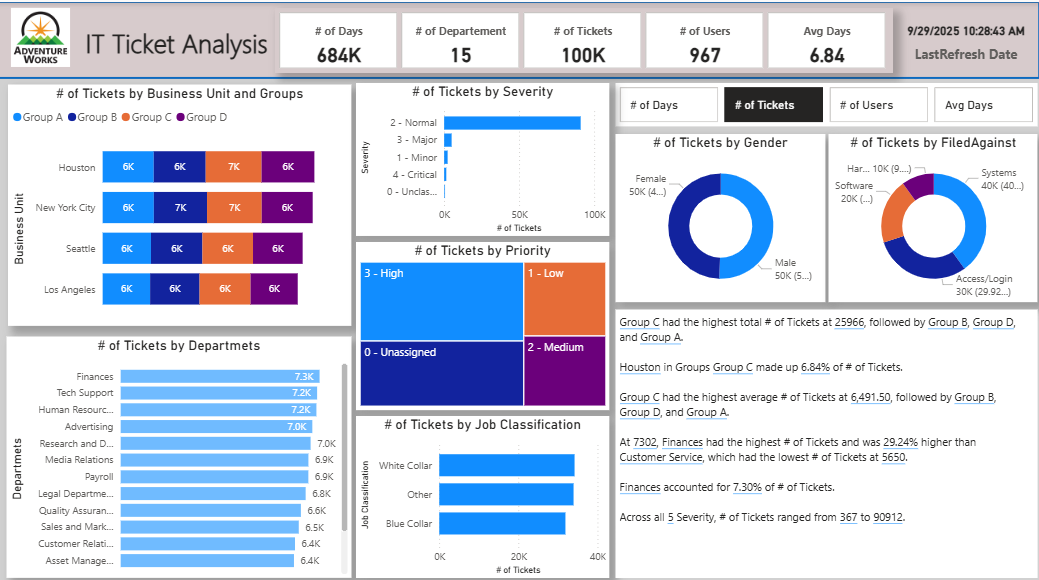 ADVENTURE
WORKS
IT Ticket Analysis
# of Days
684K
# of Departement
15
# of Tickets
100K
# of Users
967
Avg Days
6.84
9/29/2025 10:28:43 AM
LastRefresh Date
# of Tickets by Business Unit and Groups
Group A Group B Group C Group D
Business Unit
Houston 6K 6K 7K 6K
New York City 6K 7K 7K 6K
Seattle 6K 6K 6K 6K
Los Angeles 6K 6K 6K 6K
# of Tickets by Departmets
Departmets
Finances 7.3K
Tech Support 7.2K
Human Resourc... 7.2K
Advertising 7.0K
Research and D... 7.0K
Media Relations 6.9K
Payroll 6.9K
Legal Departme... 6.8K
Quality Assuran... 6.6K
Sales and Mark... 6.5K
Customer Relati... 6.4K
Asset Manage... 6.4K
# of Tickets by Severity
Severity
2 - Normal
3 - Major
1 - Minor
4 - Critical
0 - Unclas...
0K 50K 100K
# of Tickets
# of Tickets by Priority
3 - High
1 - Low
0 - Unassigned
2 - Medium
# of Tickets by Job Classification
Job Classification
White Collar
Other
Blue Collar
0K 20K 40K
# of Tickets
# of Days
# of Tickets
# of Users
Avg Days
# of Tickets by Gender
Female
50K (4...)
Male
50K (5...)
# of Tickets by FiledAgainst
Har... 10K (9....)
Software
20K (...)
Systems
40K (40...)
Access/Login
30K (29.92...)
Group C had the highest total # of Tickets at 25966, followed by Group B, Group D,
and Group A.
Houston in Groups Group C made up 6.84% of # of Tickets.
Group C had the highest average # of Tickets at 6,491.50, followed by Group B,
Group D, and Group A.
At 7302, Finances had the highest # of Tickets and was 29.24% higher than
Customer Service, which had the lowest # of Tickets at 5650.
Finances accounted for 7.30% of # of Tickets.
Across all 5 Severity, # of Tickets ranged from 367 to 90912.